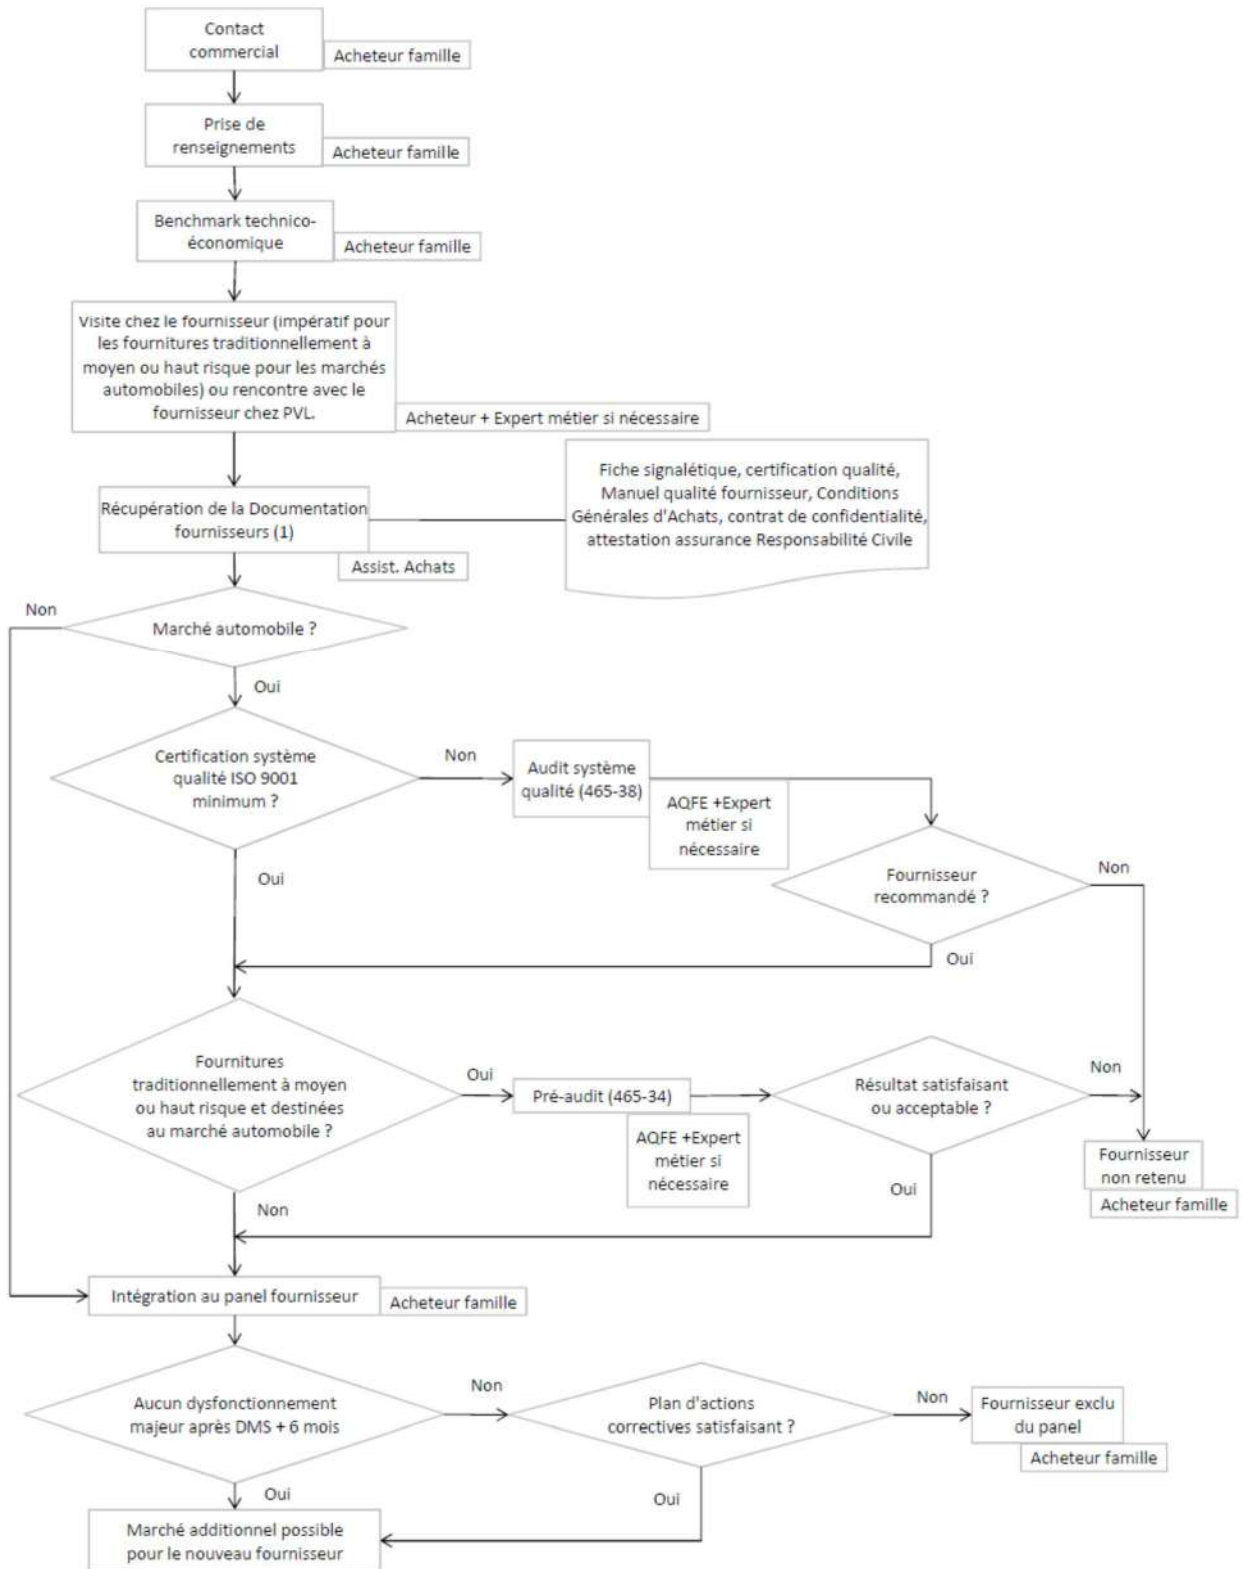 Contact
commercial
Acheteur famille
Prise de
renseignements
Acheteur famille
Benchmark technico-
économique
Acheteur famille
Visite chez le fournisseur (impératif pour
les fournitures traditionnellement à
moyen ou haut risque pour les marchés
automobiles) ou rencontre avec le
fournisseur chez PVL.
Acheteur + Expert métier si nécessaire
Récupération de la Documentation
fournisseurs (1)
Assist. Achats
Fiche signalétique, certification qualité,
Manuel qualité fournisseur, Conditions
Générales d'Achats, contrat de confidentialité,
attestation assurance Responsabilité Civile
Non
Marché automobile ?
Oui
Certification système
qualité ISO 9001
minimum ?
Non
Audit système
qualité (465-38)
AQFE +Expert
métier si
nécessaire
Oui
Fournisseur
recommandé ?
Non
Oui
Fournitures
traditionnellement à moyen
ou haut risque et destinées
au marché automobile ?
Oui
Pré-audit (465-34)
AQFE +Expert
métier si
nécessaire
Résultat satisfaisant
ou acceptable ?
Non
Oui
Fournisseur
non retenu
Acheteur famille
Non
Intégration au panel fournisseur
Acheteur famille
Aucun dysfonctionnement
majeur après DMS + 6 mois
Non
Plan d'actions
correctives satisfaisant ?
Non
Fournisseur exclu
du panel
Acheteur famille
Oui
Oui
Marché additionnel possible
pour le nouveau fournisseur